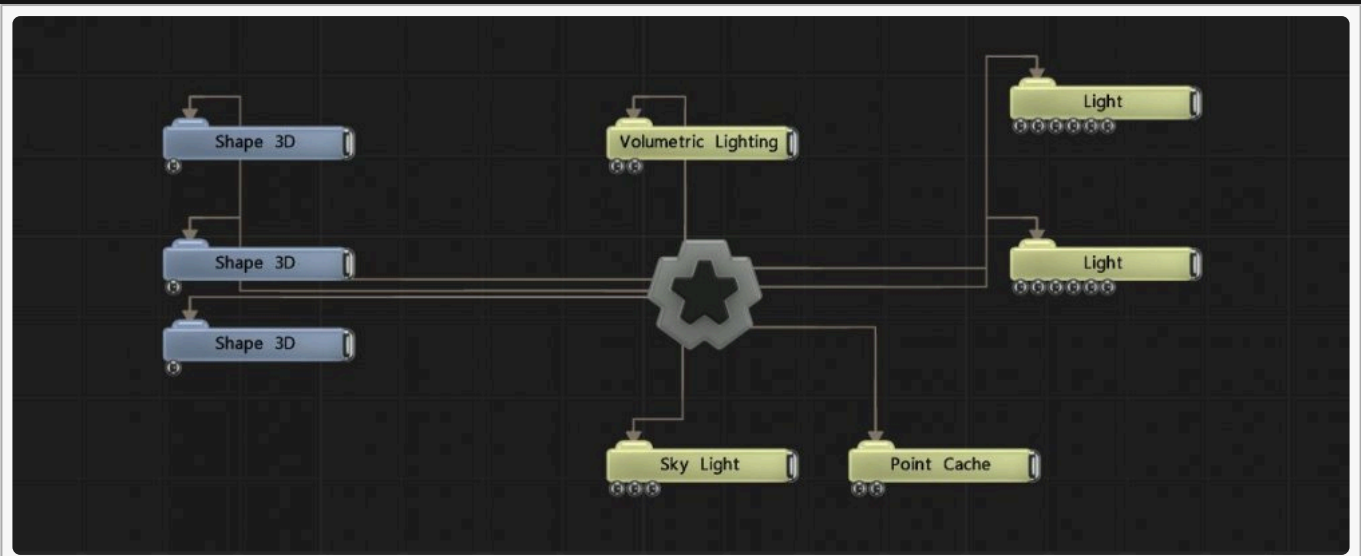 Light
Shape 3D
Volumetric Lighting
Shape 3D
Light
Shape 3D
Sky Light
Point Cache